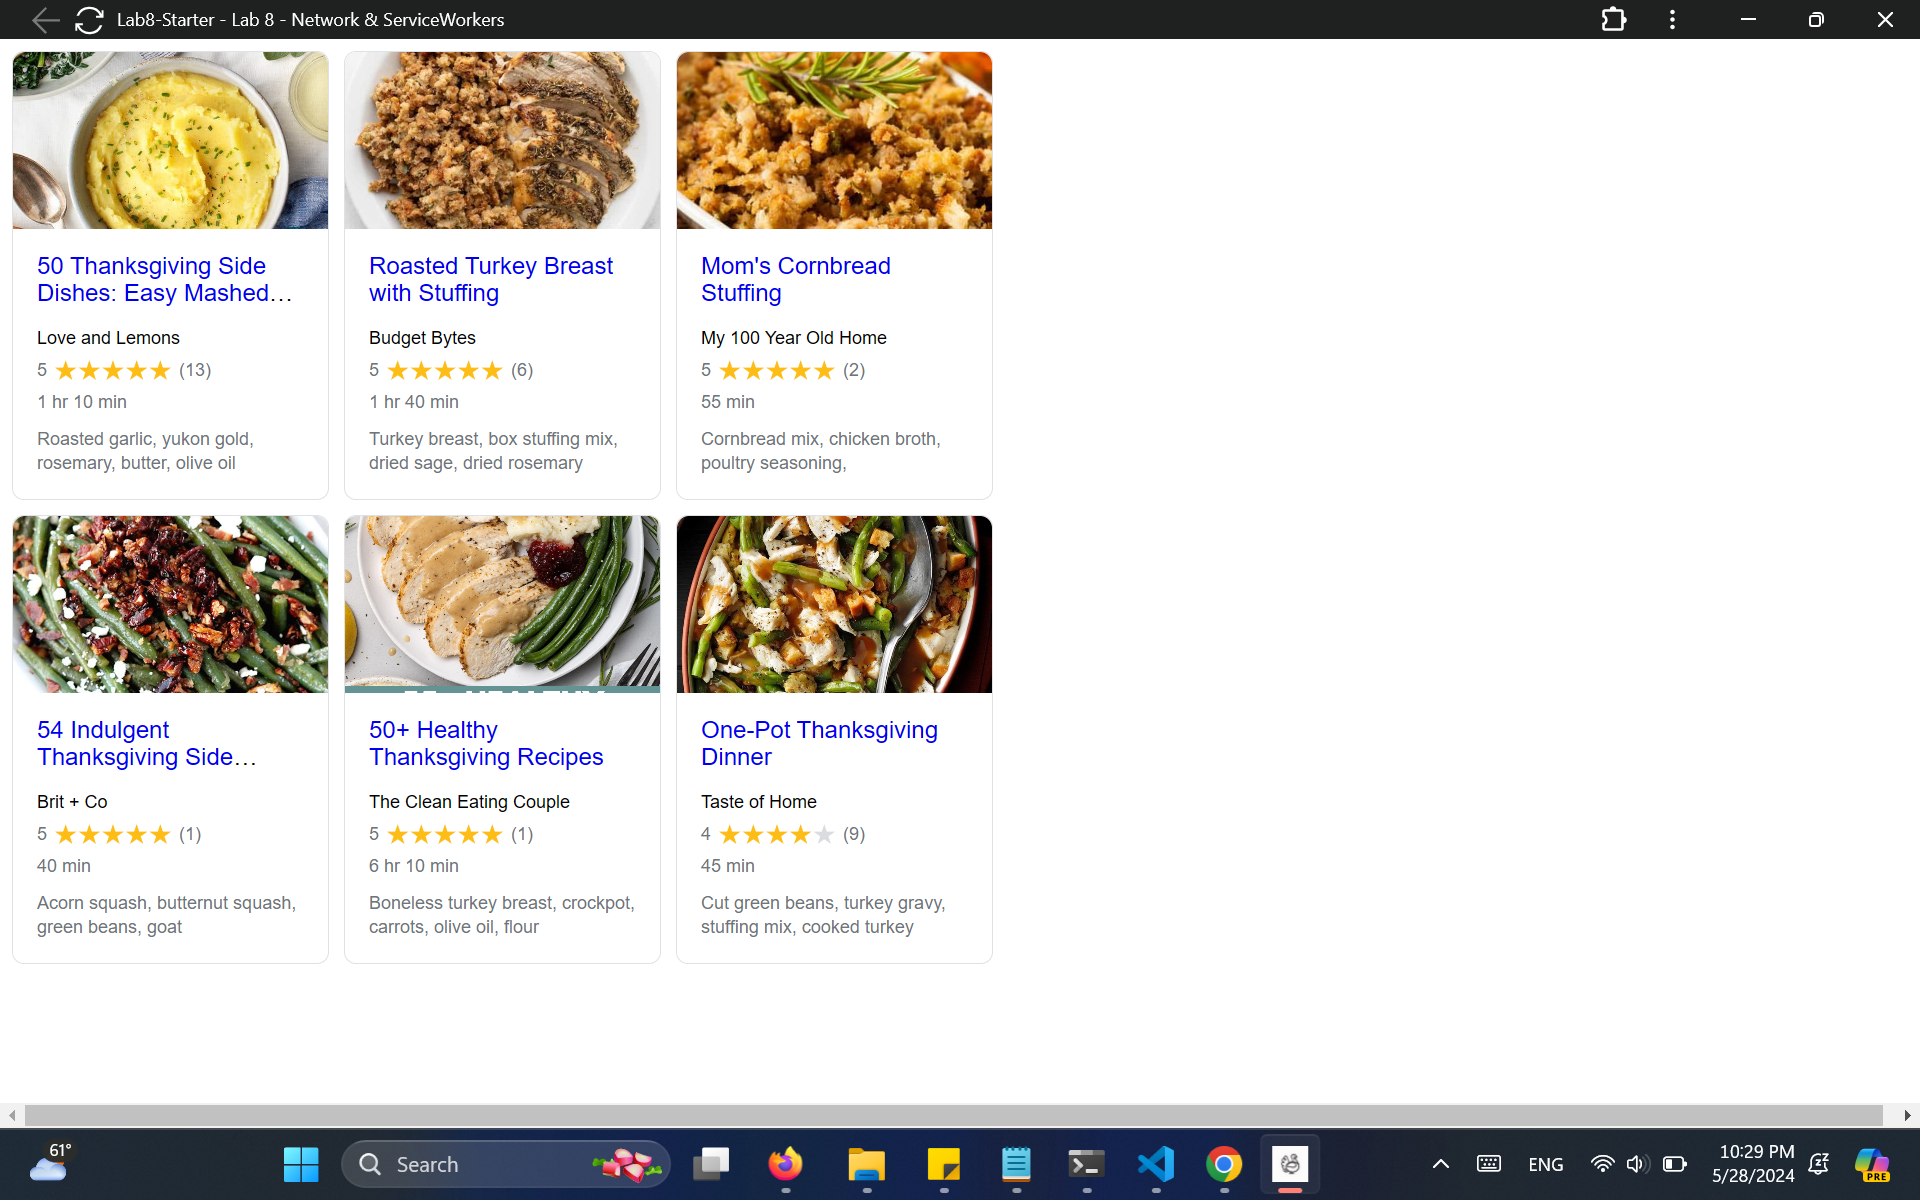 Lab8-Starter - Lab 8 - Network & ServiceWorkers
50 Thanksgiving Side
Dishes: Easy Mashed…
Love and Lemons
5 ★★★★★ (13)
1 hr 10 min
Roasted garlic, yukon gold,
rosemary, butter, olive oil
Roasted Turkey Breast
with Stuffing
Budget Bytes
5 ★★★★★ (6)
1 hr 40 min
Turkey breast, box stuffing mix,
dried sage, dried rosemary
Mom's Cornbread
Stuffing
My 100 Year Old Home
5 ★★★★★ (2)
55 min
Cornbread mix, chicken broth,
poultry seasoning,
54 Indulgent
Thanksgiving Side…
Brit + Co
5 ★★★★★ (1)
40 min
Acorn squash, butternut squash,
green beans, goat
50+ Healthy
Thanksgiving Recipes
The Clean Eating Couple
5 ★★★★★ (1)
6 hr 10 min
Boneless turkey breast, crockpot,
carrots, olive oil, flour
One-Pot Thanksgiving
Dinner
Taste of Home
4 ★★★★★ (9)
45 min
Cut green beans, turkey gravy,
stuffing mix, cooked turkey
61°
Search
ENG
10:29 PM
5/28/2024
PRE